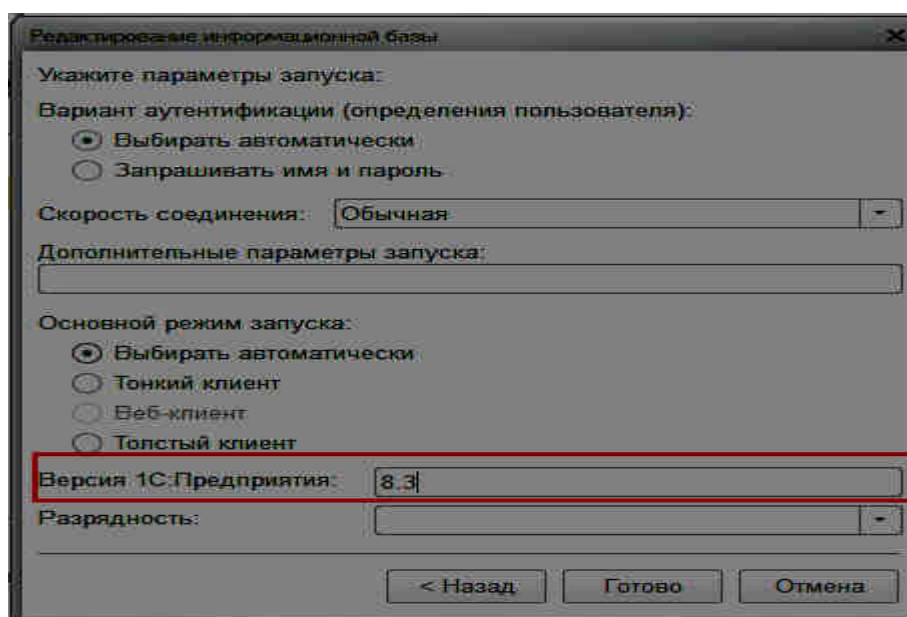 Редактирование информационной базы
Укажите параметры запуска:
Вариант аутентификации (определения пользователя):
Выбирать автоматически
Запрашивать имя и пароль
Скорость соединения: Обычная
Дополнительные параметры запуска:
Основной режим запуска:
Выбирать автоматически
Тонкий клиент
Веб-клиент
Толстый клиент
Версия 1С:Предприятия: 8.3
Разрядность:
< Назад Готово Отмена